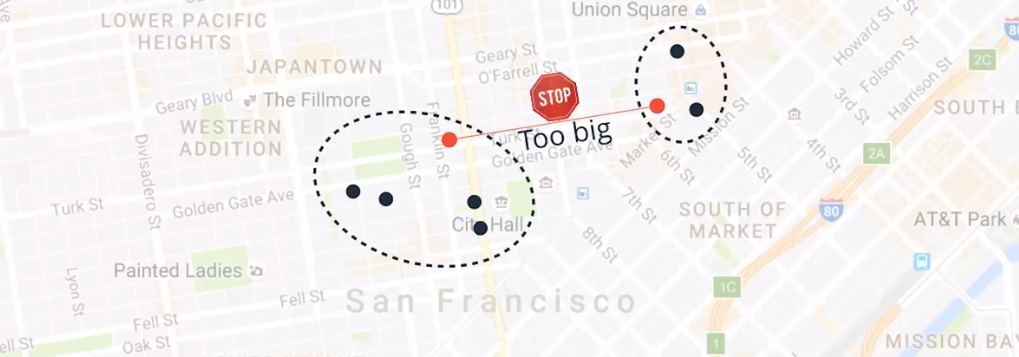 LOWER PACIFIC
HEIGHTS
101
Union Square
JAPANTOWN
Geary St
O'Farrell St
Geary Blvd
The Fillmore
WESTERN
ADDITION
Divisadero St
Gough St
Franklin St
STOP
Too big
Turk
Golden Gate Ave
Market
Mission
Howard St
Folsom St
Harrison St
3rd St
4th St
5th St
6th St
7th St
8th St
2C
80
SOUTH
2A
Turk St
Golden Gate Ave
City Hall
SOUTH OF
MARKET
80
AT&T Park
Painted Ladies
Lyon St
Fell St
San Francisco
1C
Fell St
Oak St
1
MISSION BAY